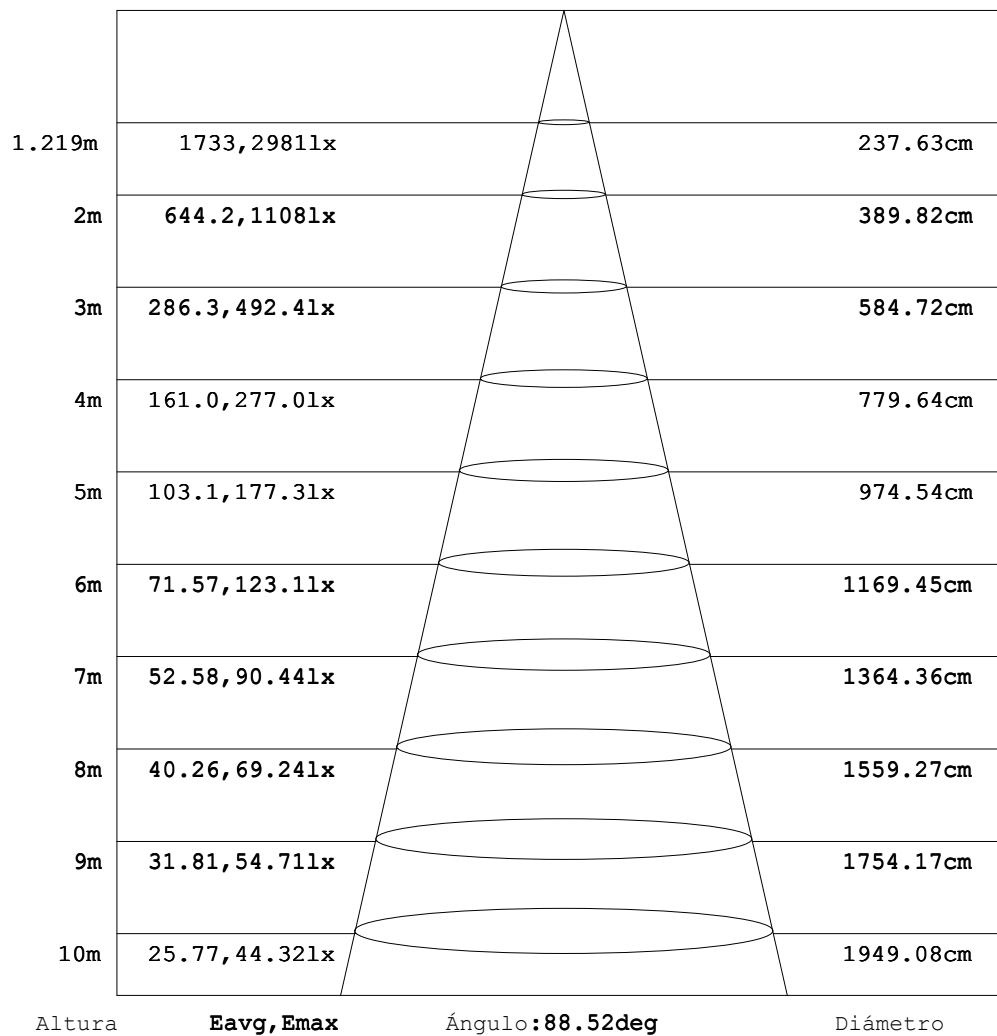 1.219m 1733,2981lx 237.63cm
2m 644.2,1108lx 389.82cm
3m 286.3,492.4lx 584.72cm
4m 161.0,277.0lx 779.64cm
5m 103.1,177.3lx 974.54cm
6m 71.57,123.1lx 1169.45cm
7m 52.58,90.44lx 1364.36cm
8m 40.26,69.24lx 1559.27cm
9m 31.81,54.71lx 1754.17cm
10m 25.77,44.32lx 1949.08cm
Altura Eavg,Emax Ángulo:88.52deg Diámetro